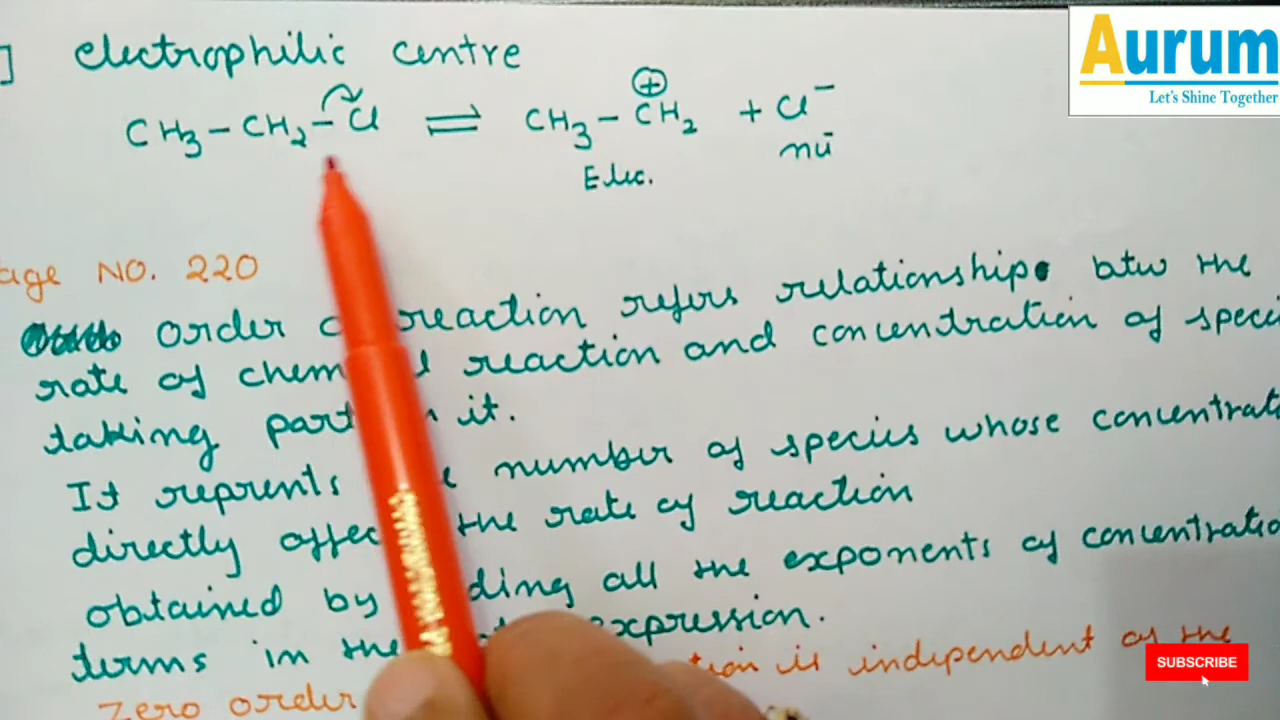 ] electrophilic centre
Aurum
Let's Shine Together
CH3 – CH2 – Cl ⇌ CH3 – CH2 + Cl⁻
⊕
Elec.
nū
age NO. 220
order reaction refers relationship btw the
rate of chem reaction and concentration of speci
taking part it.
It reprents number of species whose concentrat
directly affec the rate of reaction
obtained by ding all the exponents of concentratio
terms in the expression.
zero order tion is independent of the
SUBSCRIBE